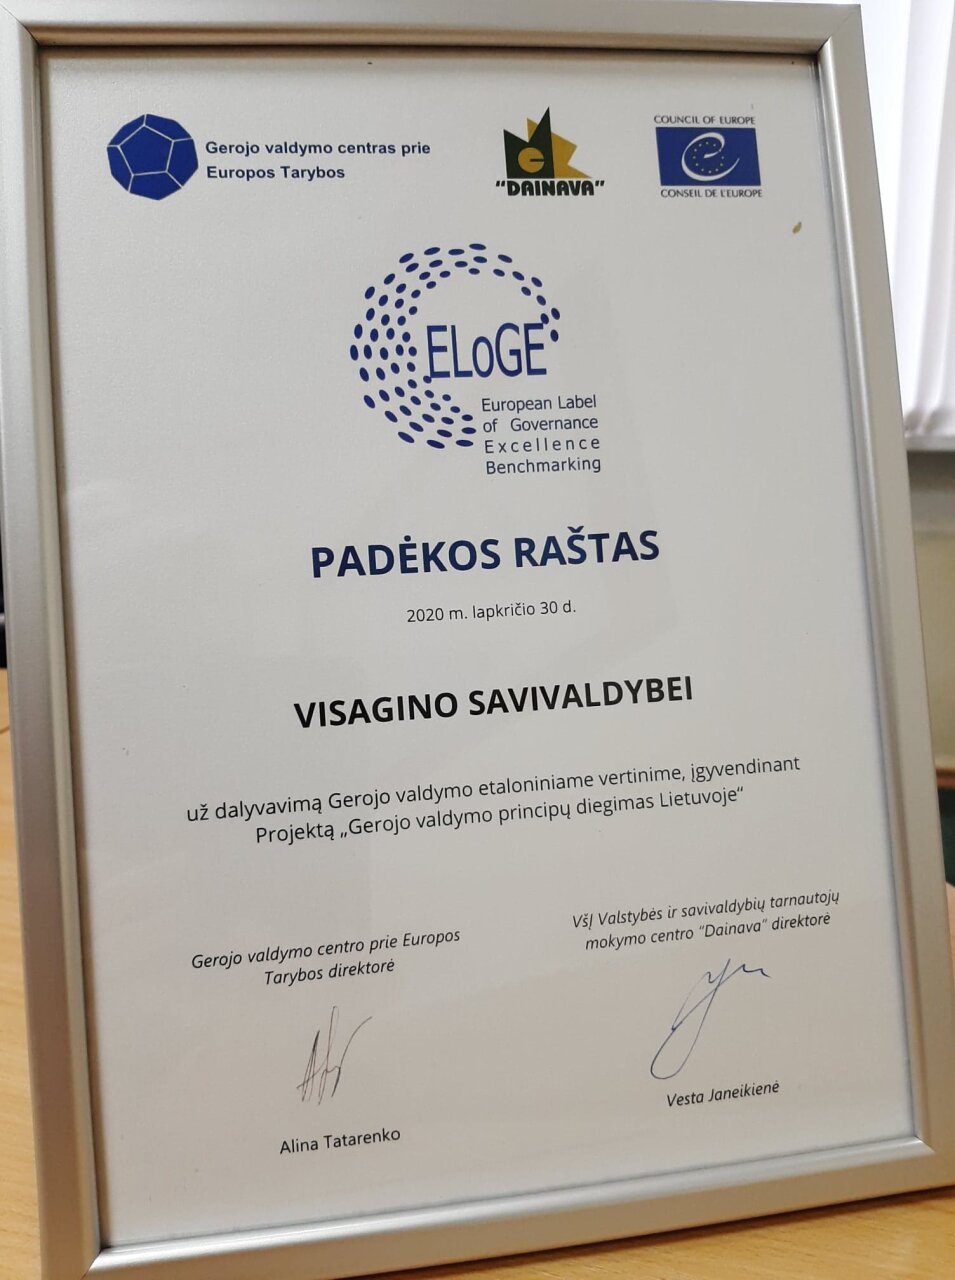 Gerojo valdymo centras prie
Europos Tarybos
"DAINAVA"
COUNCIL OF EUROPE
CONSEIL DE L'EUROPE
ELoGE
European Label
of Governance
Excellence
Benchmarking
PADĖKOS RAŠTAS
2020 m. lapkričio 30 d.
VISAGINO SAVIVALDYBEI
už dalyvavimą Gerojo valdymo etaloniniame vertinime, įgyvendinant
Projektą „Gerojo valdymo principų diegimas Lietuvoje“
Gerojo valdymo centro prie Europos
Tarybos direktorė
Alina Tatarenko
VšĮ Valstybės ir savivaldybių tarnautojų
mokymo centro "Dainava" direktorė
Vesta Janeikienė